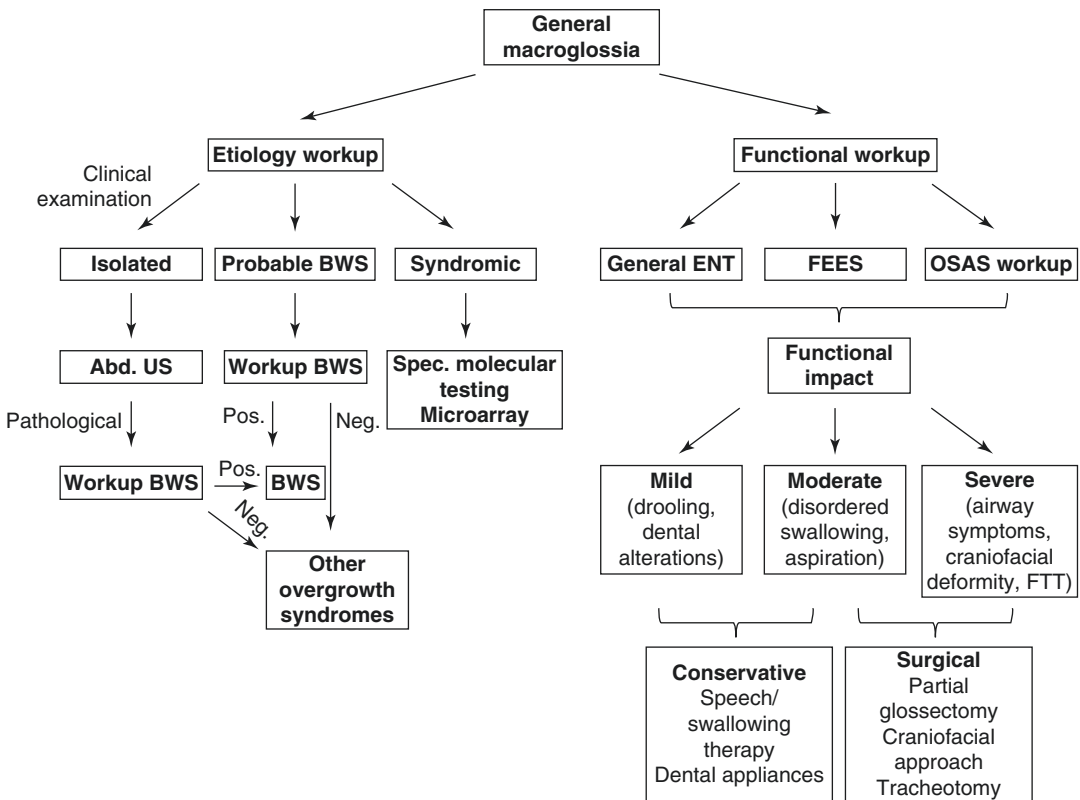 General
macroglossia
Etiology workup
Functional workup
Clinical
examination
Isolated
Probable BWS
Syndromic
General ENT
FEES
OSAS workup
Abd. US
Workup BWS
Spec. molecular
testing
Microarray
Functional
impact
Pathological
Pos.
Neg.
Workup BWS
Pos.
BWS
Neg.
Other
overgrowth
syndromes
Mild
(drooling,
dental
alterations)
Moderate
(disordered
swallowing,
aspiration)
Severe
(airway
symptoms,
craniofacial
deformity, FTT)
Conservative
Speech/
swallowing
therapy
Dental appliances
Surgical
Partial
glossectomy
Craniofacial
approach
Tracheotomy